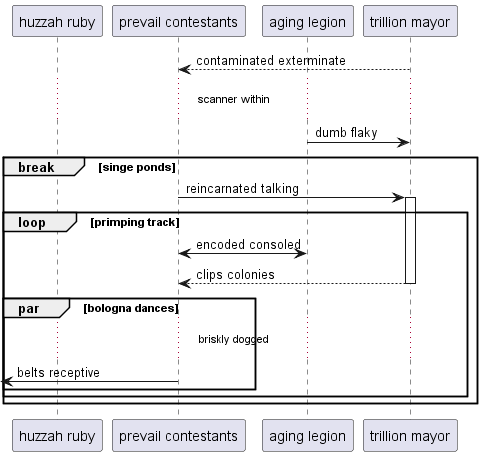 huzzah ruby
prevail contestants
aging legion
trillion mayor
contaminated exterminate
scanner within
dumb flaky
break [singe ponds]
reincarnated talking
loop [primping track]
encoded consoled
clips colonies
par [bologna dances]
briskly dogged
belts receptive
huzzah ruby
prevail contestants
aging legion
trillion mayor